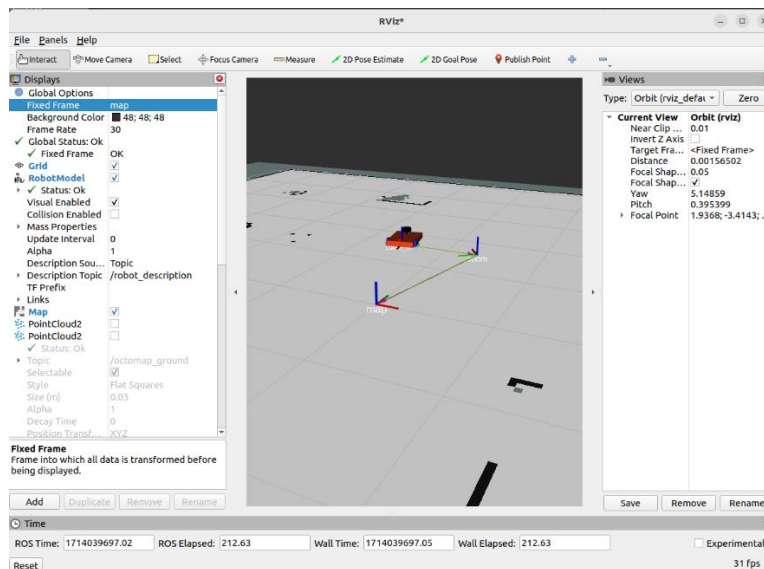 RViz*
File Panels Help
Interact Move Camera Select Focus Camera Measure 2D Pose Estimate 2D Goal Pose Publish Point
Displays
Global Options
Fixed Frame map
Background Color 48; 48; 48
Frame Rate 30
Global Status: Ok
Fixed Frame OK
Grid
RobotModel
Status: Ok
Visual Enabled
Collision Enabled
Mass Properties
Update Interval 0
Alpha 1
Description Sou... Topic
Description Topic /robot_description
TF Prefix
Links
Map
PointCloud2
PointCloud2
Status: Ok
Topic /octomap_ground
Selectable
Style Flat Squares
Size (m) 0.03
Alpha 1
Decay Time 0
Position Transf... XYZ
Fixed Frame
Frame into which all data is transformed before
being displayed.
Add Duplicate Remove Rename
map
Views
Type: Orbit (rviz_defau Zero
Current View Orbit (rviz)
Near Clip ... 0.01
Invert Z Axis
Target Fra... <Fixed Frame>
Distance 0.00156502
Focal Shap... 0.05
Focal Shap...
Yaw 5.14859
Pitch 0.395399
Focal Point 1.9368; -3.4143; .
Save Remove Rename
Time
ROS Time: 1714039697.02 ROS Elapsed: 212.63 Wall Time: 1714039697.05 Wall Elapsed: 212.63 Experimental
Reset 31 fps